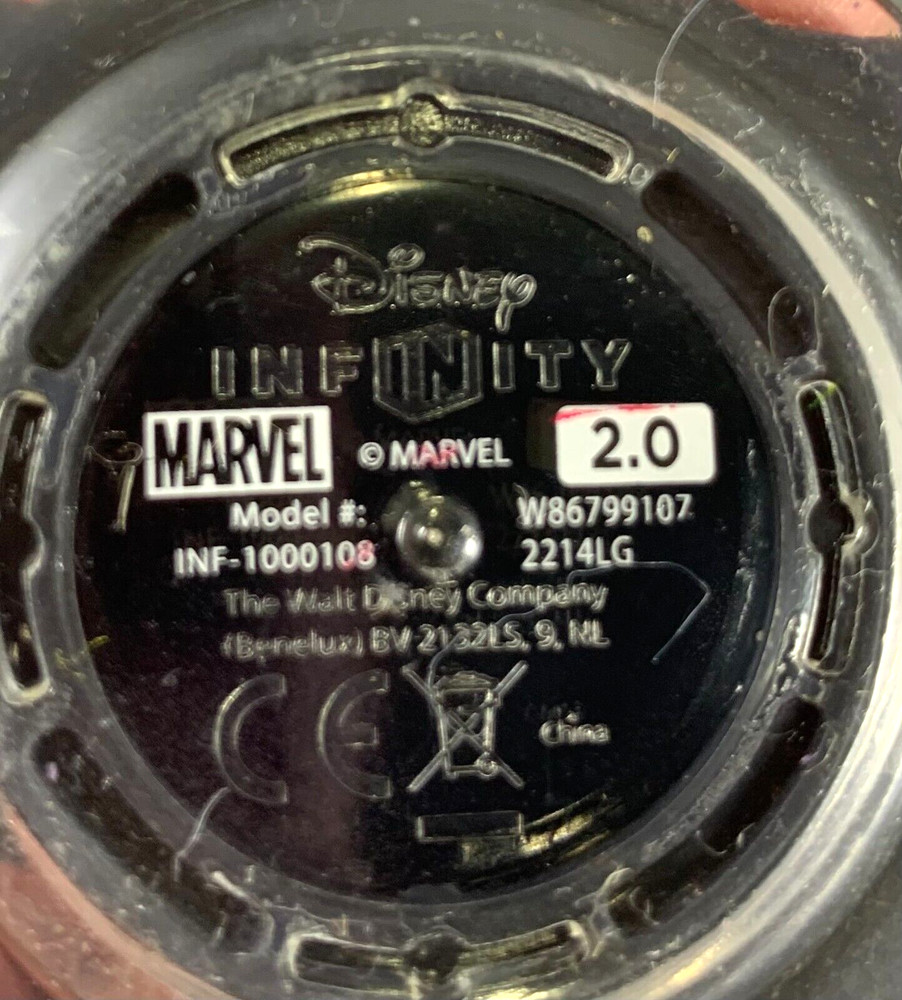 Disney
INFINITY
MARVEL © MARVEL 2.0
Model #: W86799107
INF-1000108 2214LG
The Walt Disney Company
(Benelux) BV 2132LS, 9, NL
CE
China